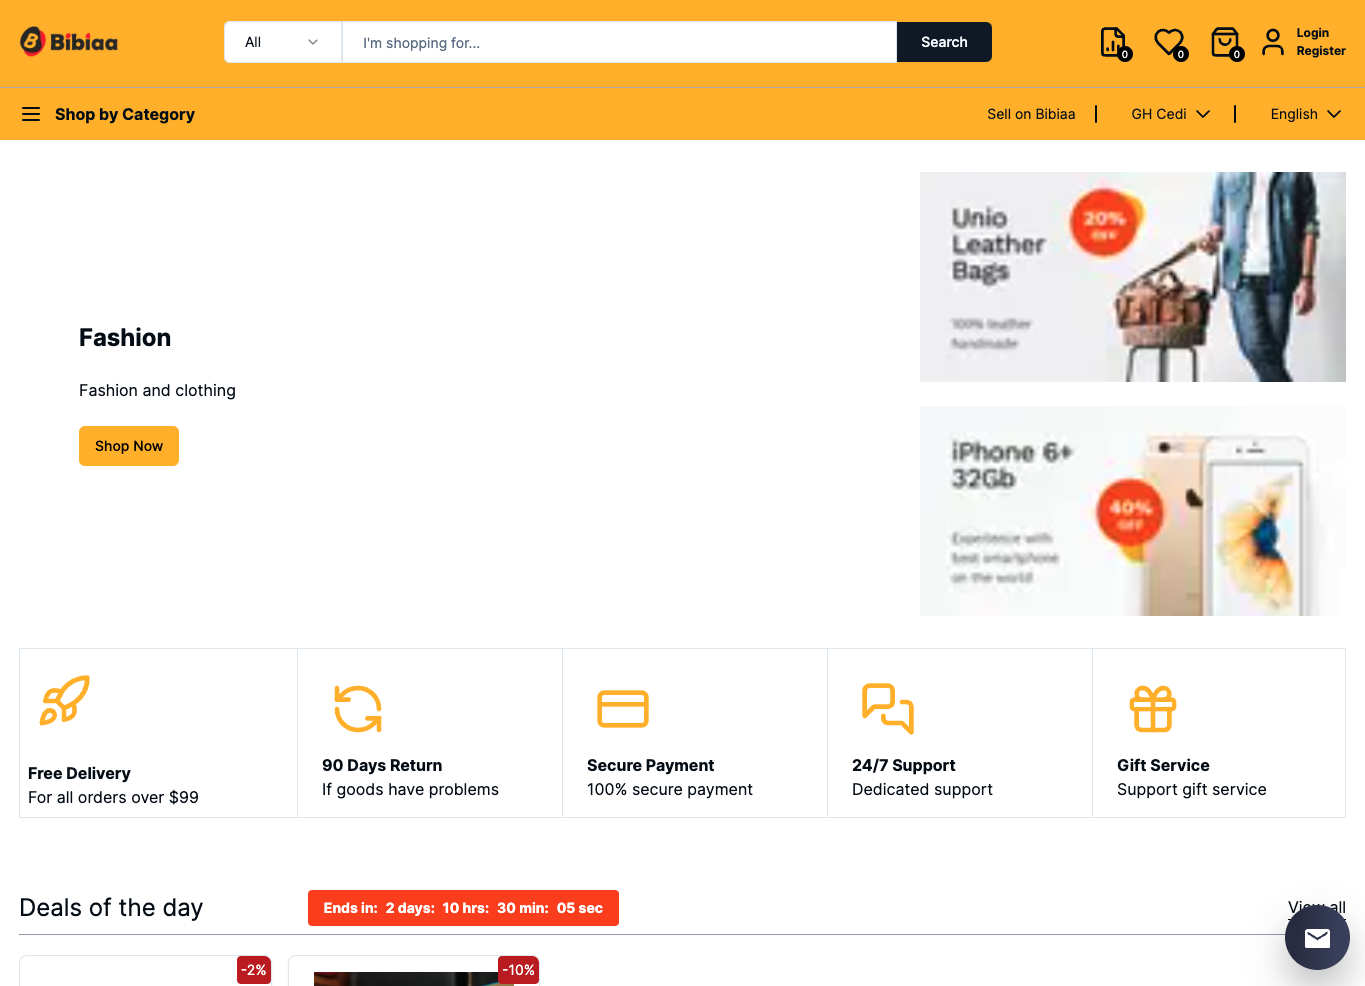 Bibiaa
All
I'm shopping for...
Search
0
0
0
Login
Register
Shop by Category
Sell on Bibiaa
GH Cedi
English
Fashion
Fashion and clothing
Shop Now
Unio
Leather
Bags
20%
OFF
100% leather
handmade
iPhone 6+
32Gb
40%
OFF
Experience with
best smartphone
on the world
Free Delivery
For all orders over $99
90 Days Return
If goods have problems
Secure Payment
100% secure payment
24/7 Support
Dedicated support
Gift Service
Support gift service
Deals of the day
Ends in: 2 days: 10 hrs: 30 min: 05 sec
View all
-2%
-10%